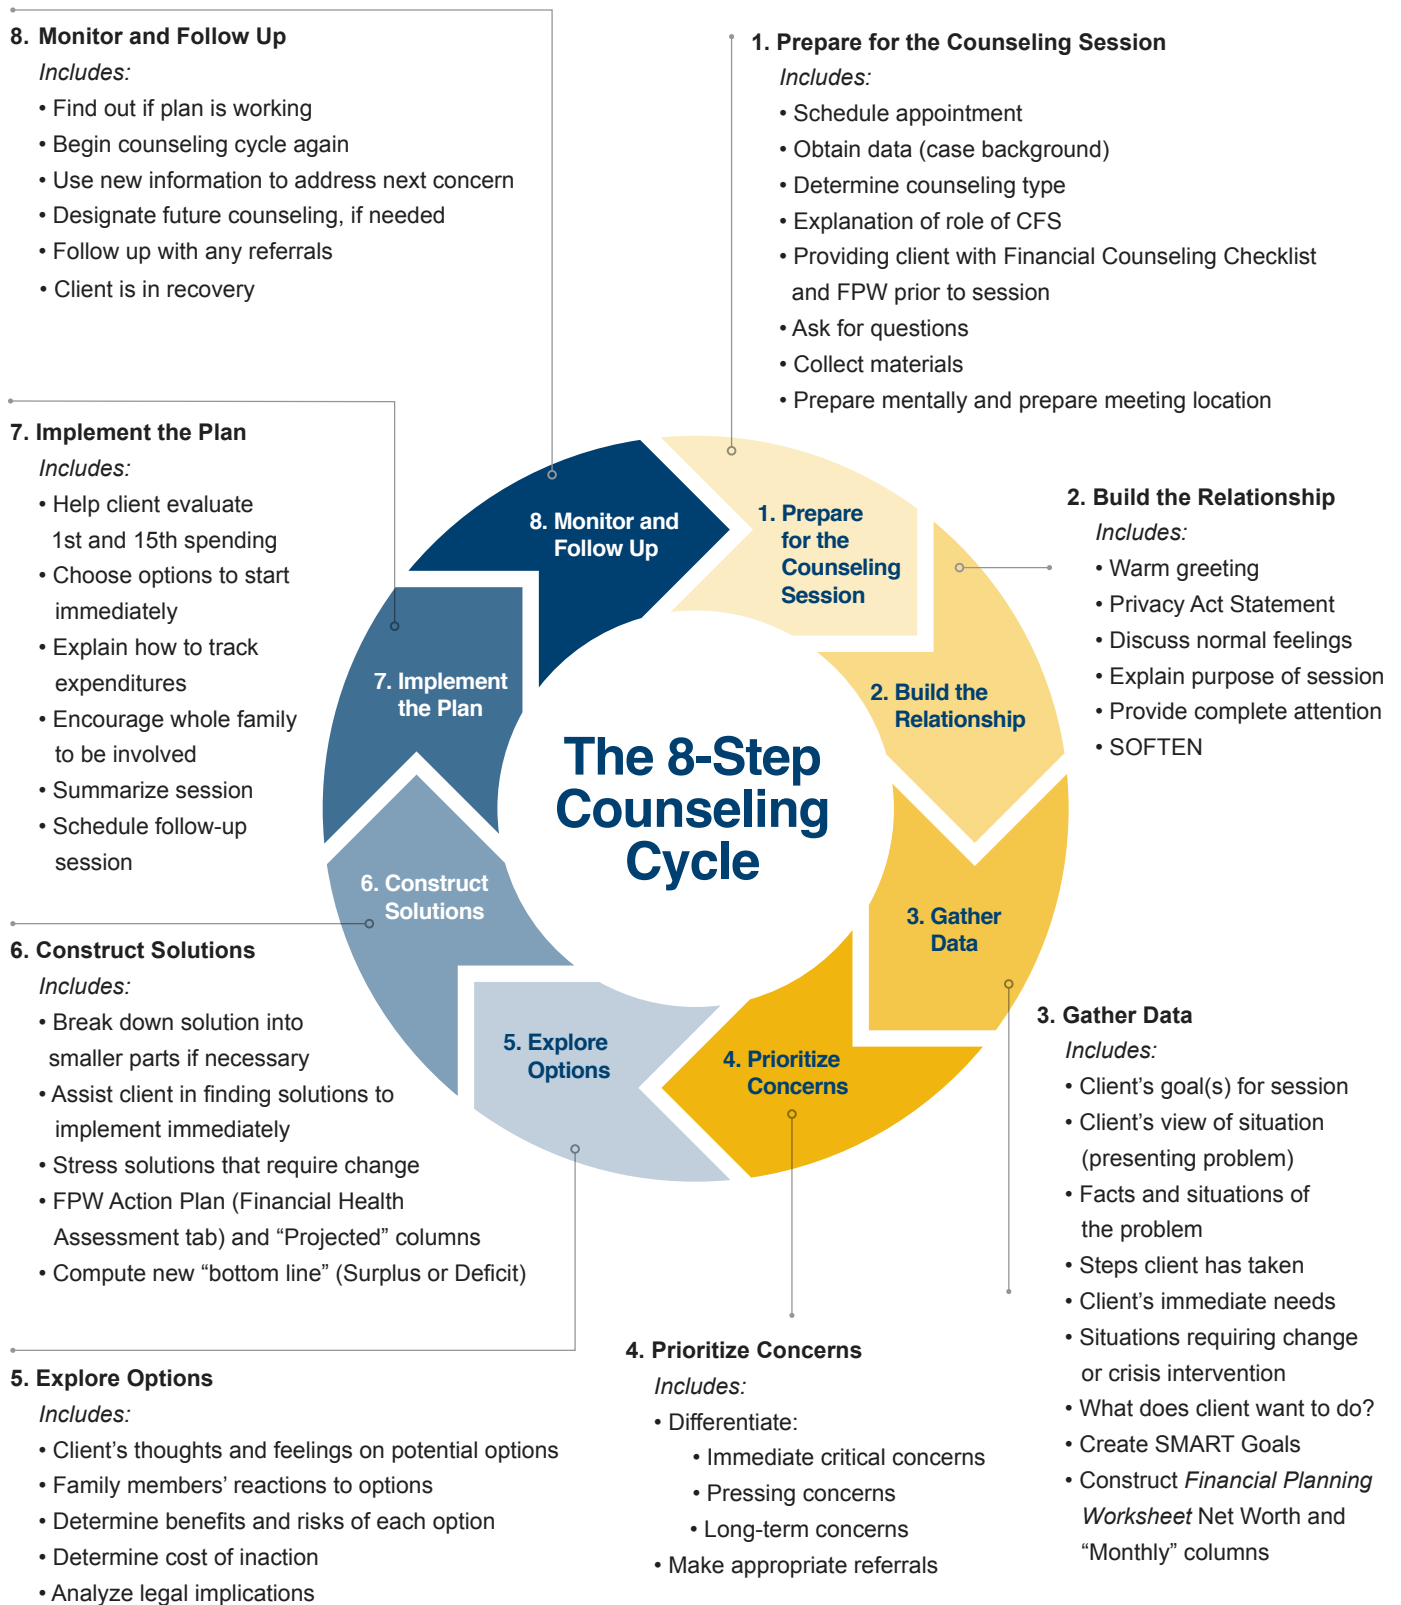 8. Monitor and Follow Up
Includes:
• Find out if plan is working
• Begin counseling cycle again
• Use new information to address next concern
• Designate future counseling, if needed
• Follow up with any referrals
• Client is in recovery
1. Prepare for the Counseling Session
Includes:
• Schedule appointment
• Obtain data (case background)
• Determine counseling type
• Explanation of role of CFS
• Providing client with Financial Counseling Checklist
and FPW prior to session
• Ask for questions
• Collect materials
• Prepare mentally and prepare meeting location
7. Implement the Plan
Includes:
• Help client evaluate
1st and 15th spending
• Choose options to start
immediately
• Explain how to track
expenditures
• Encourage whole family
to be involved
• Summarize session
• Schedule follow-up
session
8. Monitor and
Follow Up
1. Prepare
for the
Counseling
Session
2. Build the
Relationship
3. Gather
Data
4. Prioritize
Concerns
5. Explore
Options
6. Construct
Solutions
7. Implement
the Plan
The 8-Step
Counseling
Cycle
2. Build the Relationship
Includes:
• Warm greeting
• Privacy Act Statement
• Discuss normal feelings
• Explain purpose of session
• Provide complete attention
• SOFTEN
6. Construct Solutions
Includes:
• Break down solution into
smaller parts if necessary
• Assist client in finding solutions to
implement immediately
• Stress solutions that require change
• FPW Action Plan (Financial Health
Assessment tab) and “Projected” columns
• Compute new “bottom line” (Surplus or Deficit)
3. Gather Data
Includes:
• Client’s goal(s) for session
• Client’s view of situation
(presenting problem)
• Facts and situations of
the problem
• Steps client has taken
• Client’s immediate needs
• Situations requiring change
or crisis intervention
• What does client want to do?
• Create SMART Goals
• Construct Financial Planning
Worksheet Net Worth and
“Monthly” columns
5. Explore Options
Includes:
• Client’s thoughts and feelings on potential options
• Family members’ reactions to options
• Determine benefits and risks of each option
• Determine cost of inaction
• Analyze legal implications
4. Prioritize Concerns
Includes:
• Differentiate:
• Immediate critical concerns
• Pressing concerns
• Long-term concerns
• Make appropriate referrals